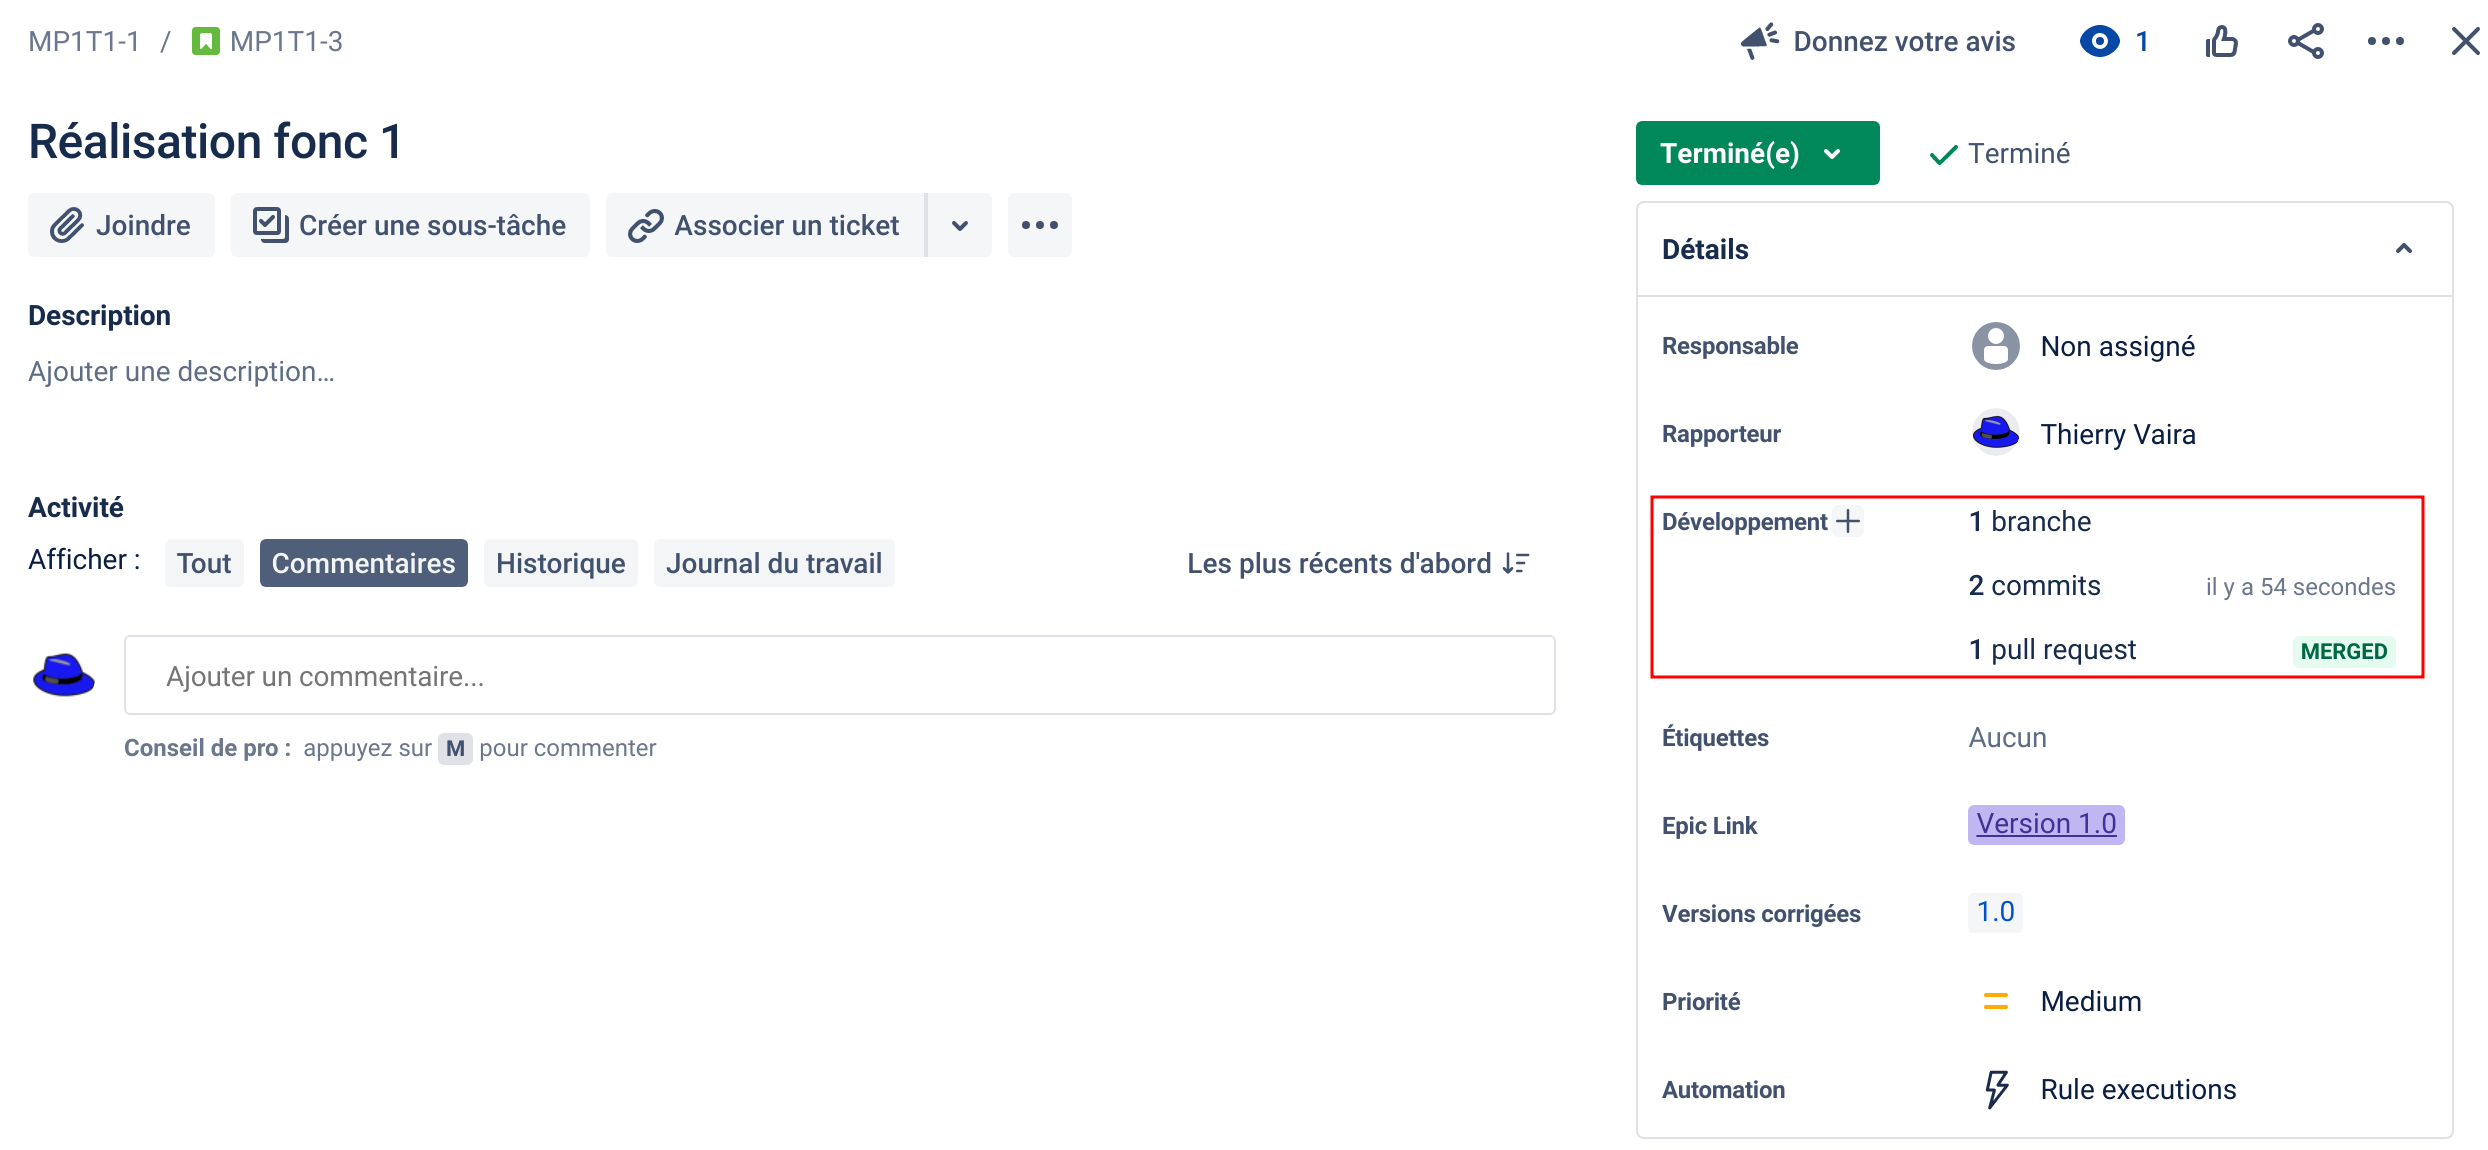 MP1T1-1 / MP1T1-3
Donnez votre avis
1
Réalisation fonc 1
Terminé(e)
Terminé
Joindre
Créer une sous-tâche
Associer un ticket
Détails
Description
Ajouter une description...
Responsable
Non assigné
Rapporteur
Thierry Vaira
Activité
Afficher :
Tout
Commentaires
Historique
Journal du travail
Les plus récents d'abord
Ajouter un commentaire...
Conseil de pro : appuyez sur M pour commenter
Développement
1 branche
2 commits
il y a 54 secondes
1 pull request
MERGED
Étiquettes
Aucun
Epic Link
Version 1.0
Versions corrigées
1.0
Priorité
Medium
Automation
Rule executions